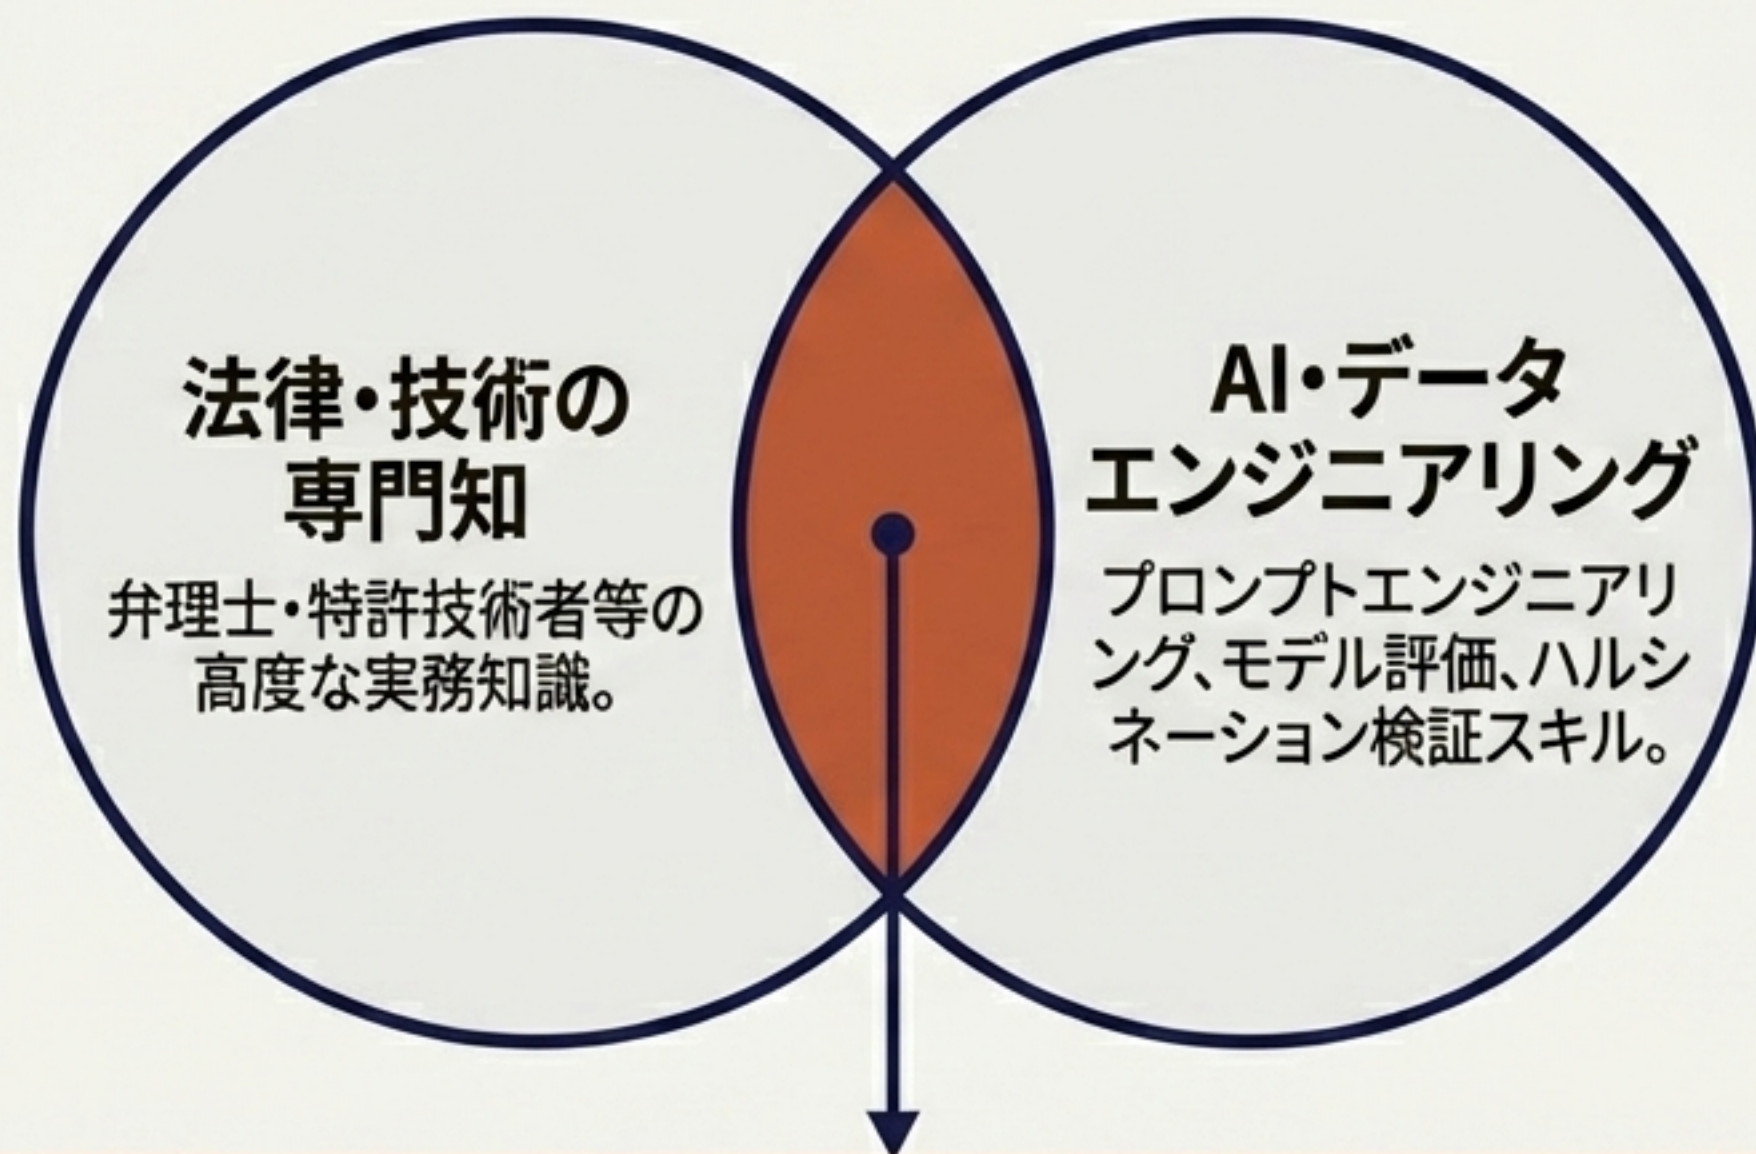 法律・技術の
専門知
弁理士・特許技術者等の
高度な実務知識。
AI・データ
エンジニアリング
プロンプトエンジニアリ
ング、モデル評価、ハルシ
ネーション検証スキル。